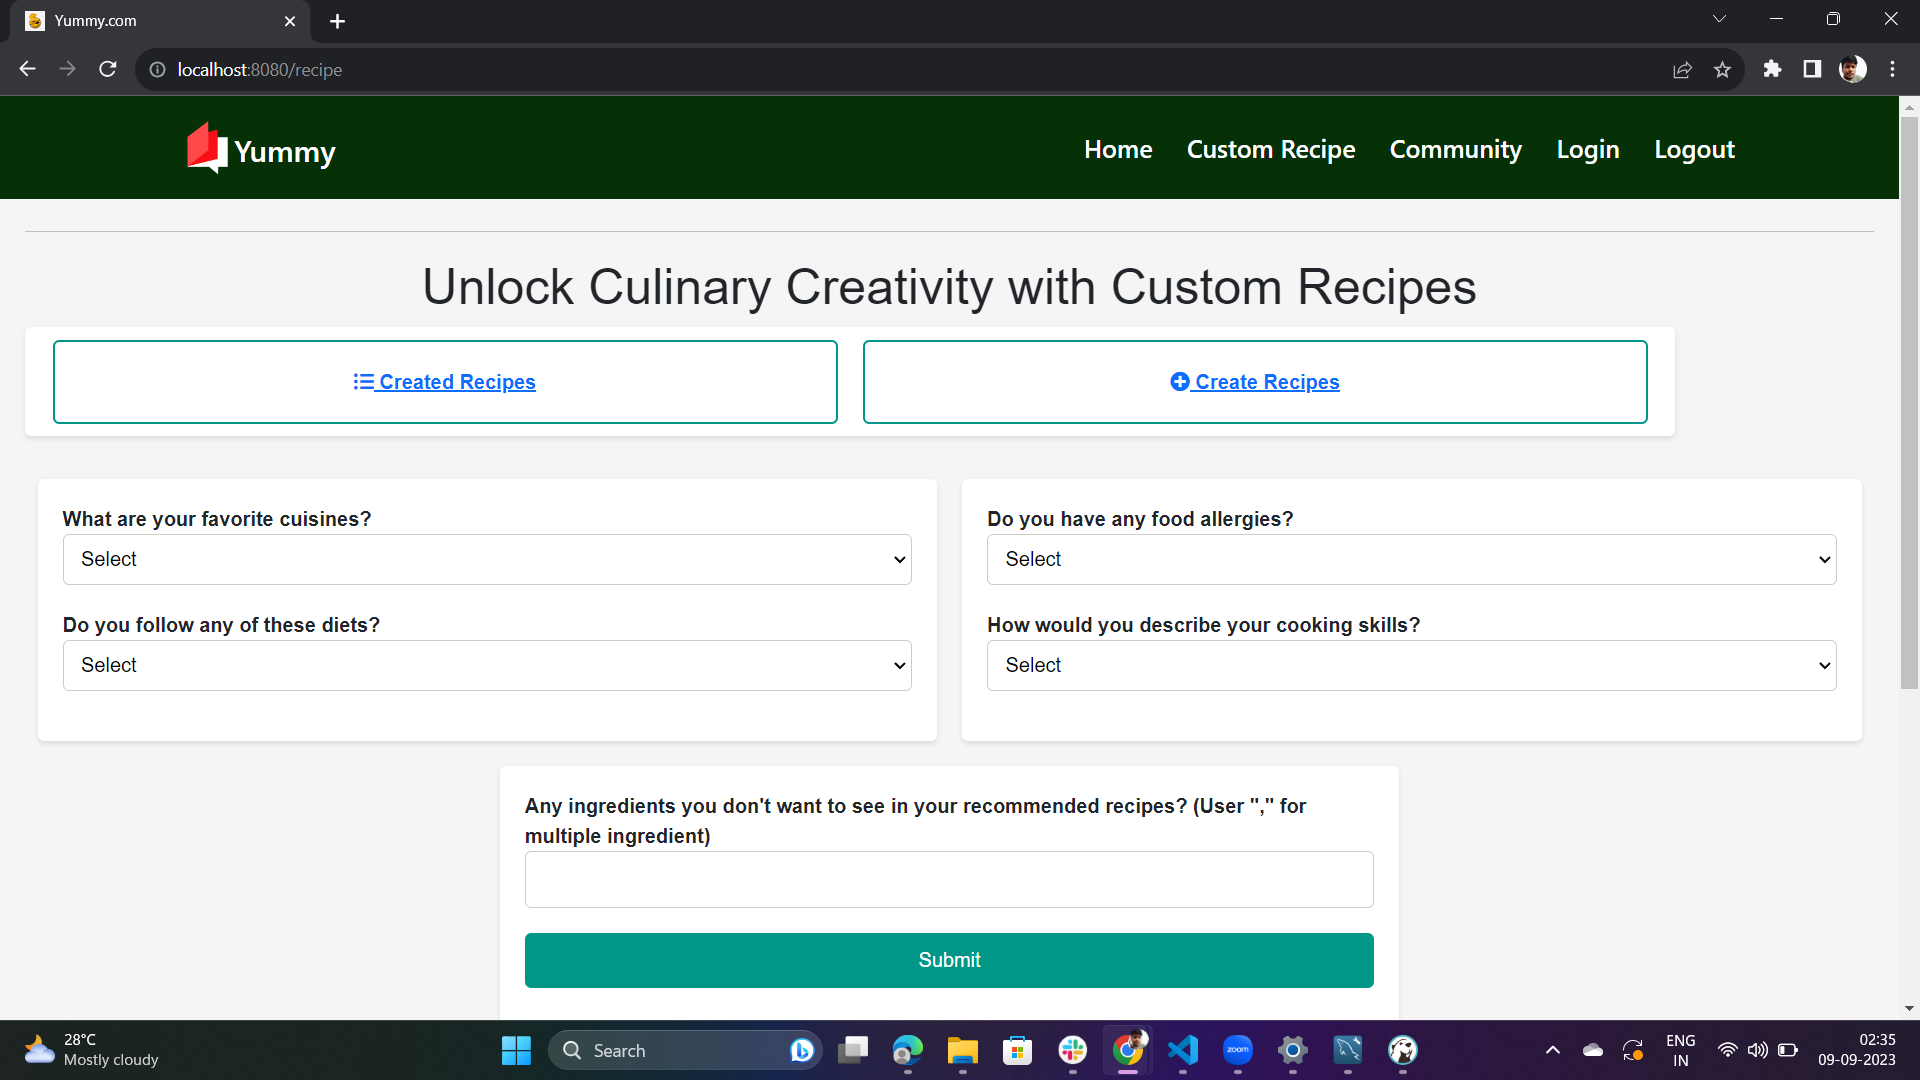 Yummy.com
localhost:8080/recipe
Yummy
Home
Custom Recipe
Community
Login
Logout
Unlock Culinary Creativity with Custom Recipes
Created Recipes
Create Recipes
What are your favorite cuisines?
Select
Do you follow any of these diets?
Select
Do you have any food allergies?
Select
How would you describe your cooking skills?
Select
Any ingredients you don't want to see in your recommended recipes? (User "," for
multiple ingredient)
Submit
28°C
Mostly cloudy
Search
zoom
ENG
IN
02:35
09-09-2023